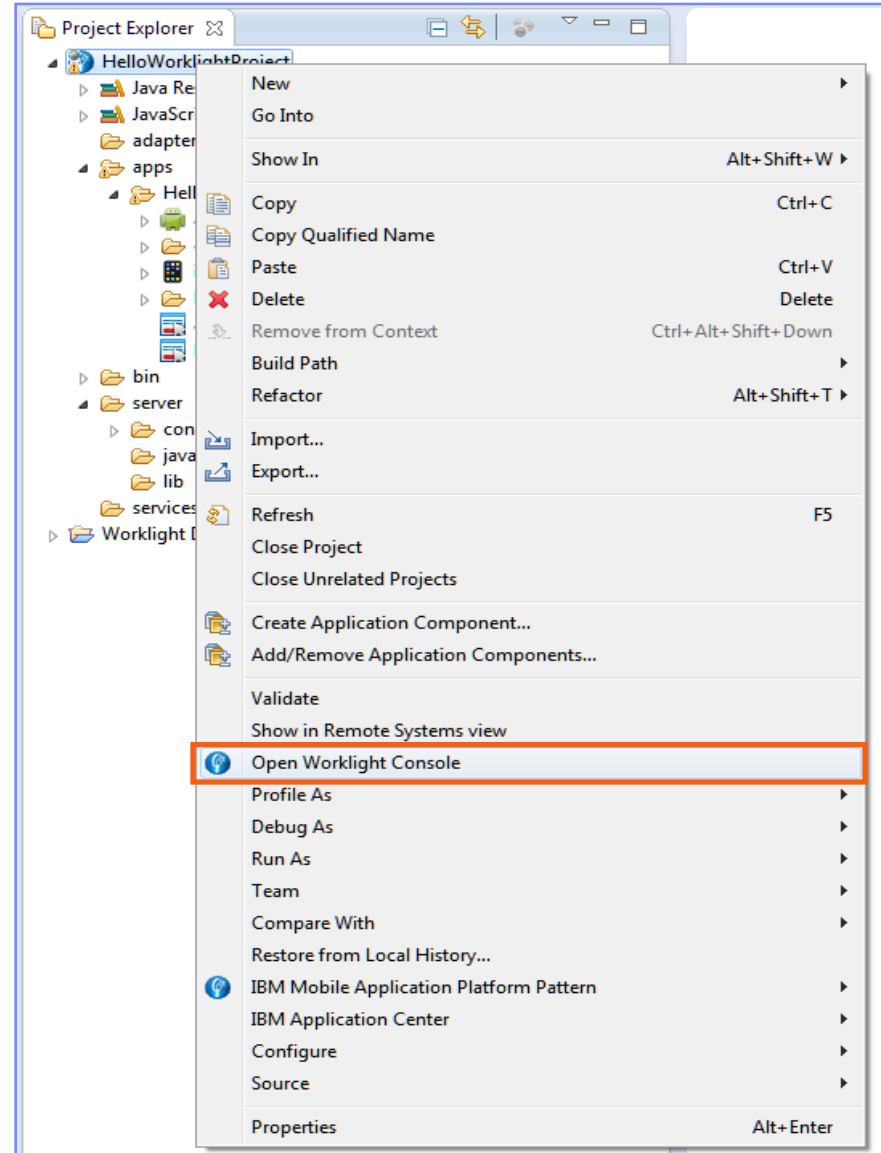 Project Explorer
HelloWorklightProject
Java Re
JavaScri
adapter
apps
Hell
bin
server
con
java
lib
services
Worklight
New
Go Into
Show In Alt+Shift+W
Copy Ctrl+C
Copy Qualified Name
Paste Ctrl+V
Delete Delete
Remove from Context Ctrl+Alt+Shift+Down
Build Path
Refactor Alt+Shift+T
Import...
Export...
Refresh F5
Close Project
Close Unrelated Projects
Create Application Component...
Add/Remove Application Components...
Validate
Show in Remote Systems view
Open Worklight Console
Profile As
Debug As
Run As
Team
Compare With
Restore from Local History...
IBM Mobile Application Platform Pattern
IBM Application Center
Configure
Source
Properties Alt+Enter